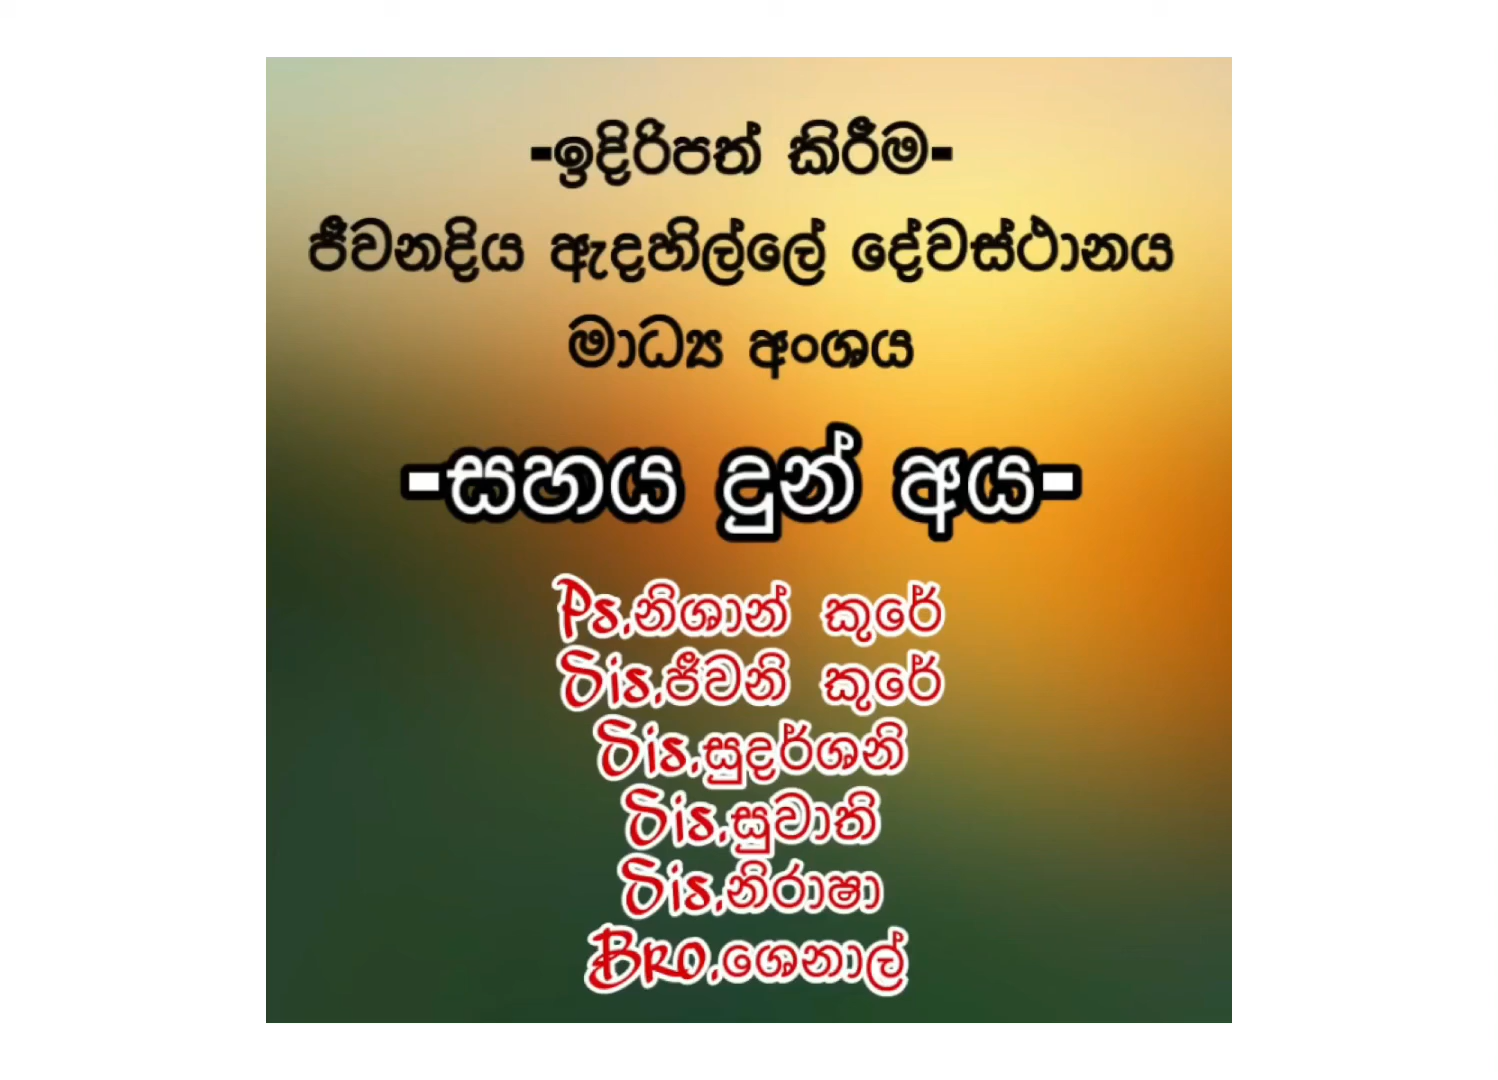 -ඉදිරිපත් කිරීම-
ජීවනදිය ඇදහිල්ලේ දේවස්ථානය
මාධ්‍ය අංශය
-සහය දුන් අය-
Ps.නිශාන් කුරේ
Sis.ජීවනි කුරේ
Sis.සුදර්ශනි
Sis.සුවාති
Sis.නිරාෂා
Bro.ශෙනාල්